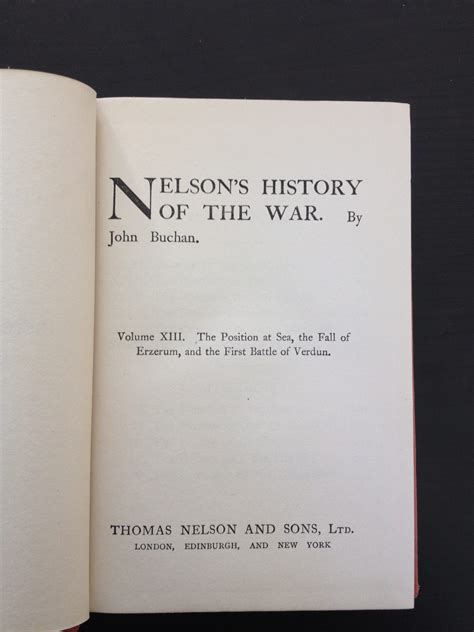 NELSON'S HISTORY
OF THE WAR. By
John Buchan.
Volume XIII. The Position at Sea, the Fall of
Erzerum, and the First Battle of Verdun.
THOMAS NELSON AND SONS, LTD.
LONDON, EDINBURGH, AND NEW YORK